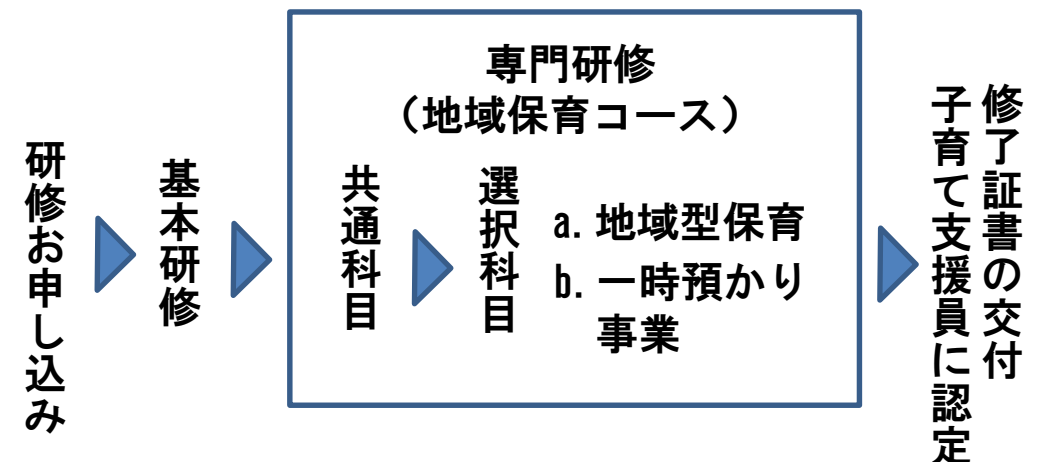 研修お申し込み
基本研修
専門研修
（地域保育コース）
共通科目
選択科目
a. 地域型保育
b. 一時預かり
事業
修了証書の交付
子育て支援員に認定